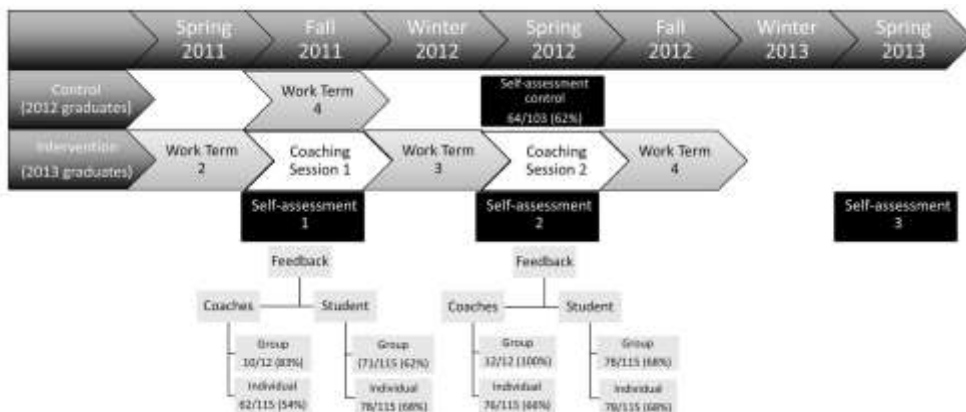 Spring
2011
Fall
2011
Winter
2012
Spring
2012
Fall
2012
Winter
2013
Spring
2013
Control
(2012 graduates)
Work Term
4
Self-assessment
control
64/103 (62%)
Intervention
(2013 graduates)
Work Term
2
Coaching
Session 1
Work Term
3
Coaching
Session 2
Work Term
4
Self-assessment
1
Self-assessment
2
Self-assessment
3
Feedback
Feedback
Coaches
Student
Coaches
Student
Group
10/12 (83%)
Group
(71/115 (62%)
Group
12/12 (100%)
Group
78/115 (68%)
Individual
62/115 (54%)
Individual
78/115 (68%)
Individual
76/115 (66%)
Individual
78/115 (68%)